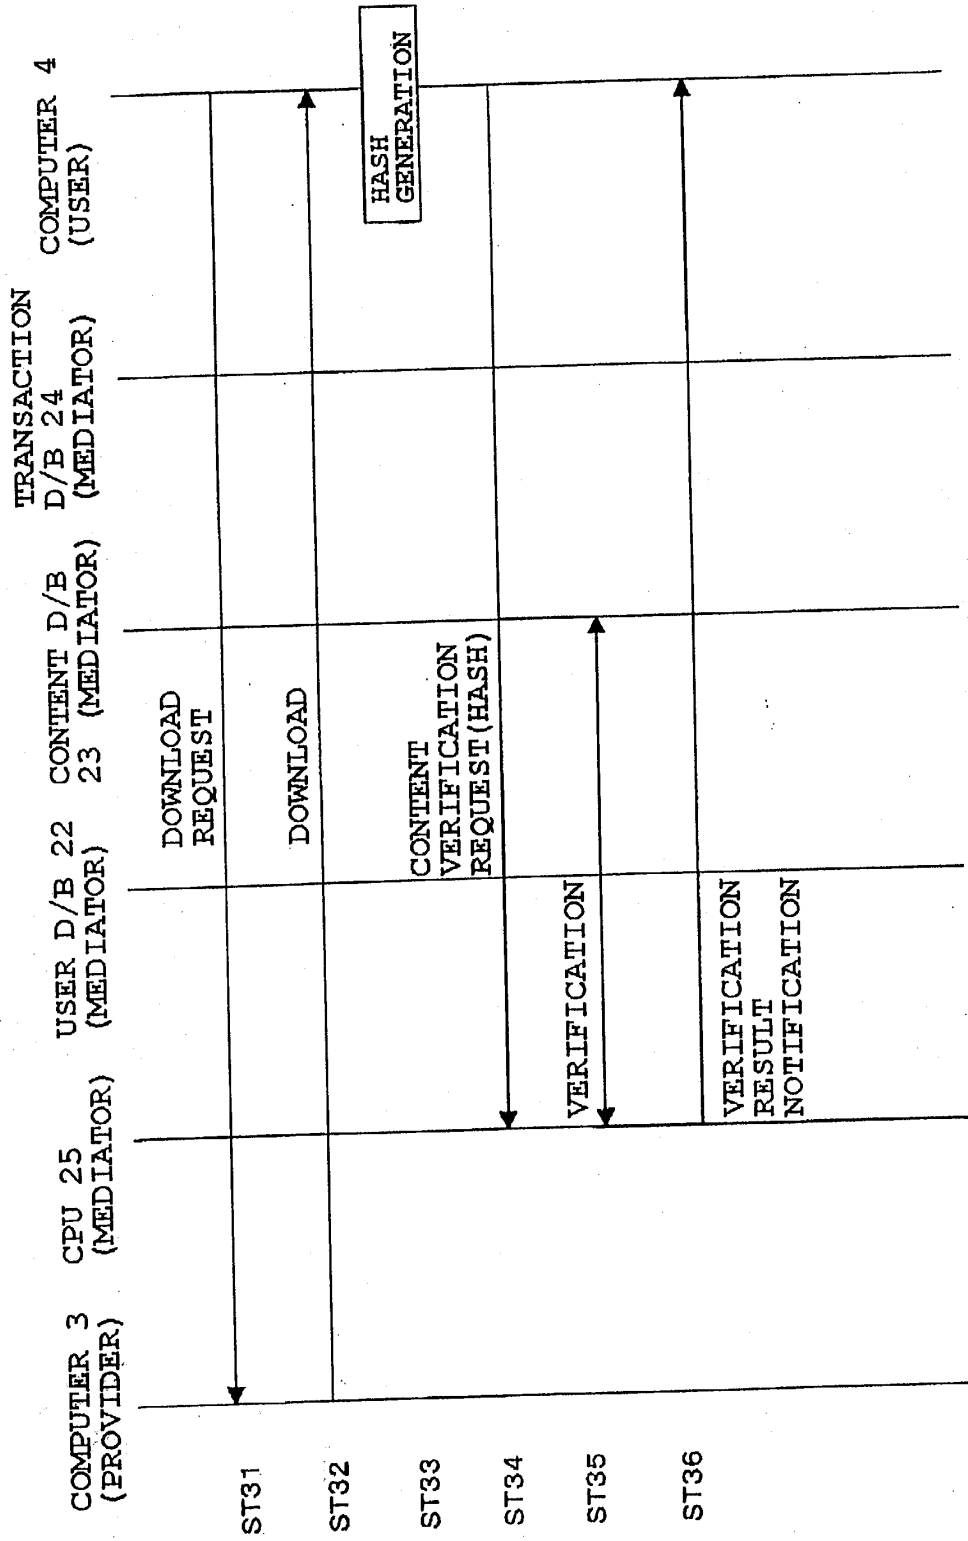 COMPUTER 3
(PROVIDER)
CPU 25
(MEDIATOR)
USER D/B 22
(MEDIATOR)
CONTENT D/B
23 (MEDIATOR)
TRANSACTION
D/B 24
(MEDIATOR)
COMPUTER 4
(USER)
ST31
DOWNLOAD
REQUEST
ST32
DOWNLOAD
ST33
HASH
GENERATION
ST34
CONTENT
VERIFICATION
REQUEST(HASH)
ST35
VERIFICATION
ST36
VERIFICATION
RESULT
NOTIFICATION